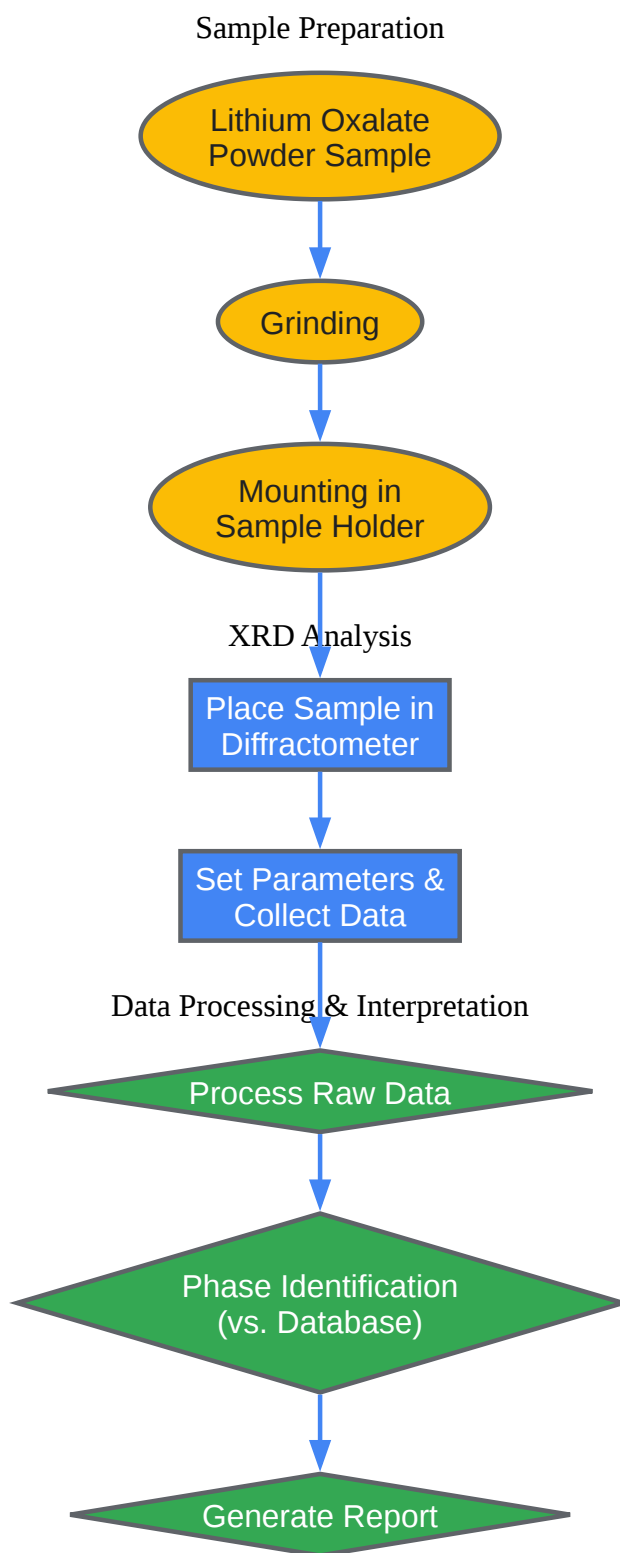 Sample Preparation
Lithium Oxalate
Powder Sample
Grinding
Mounting in
Sample Holder
XRD Analysis
Place Sample in
Diffractometer
Set Parameters &
Collect Data
Data Processing & Interpretation
Process Raw Data
Phase Identification
(vs. Database)
Generate Report